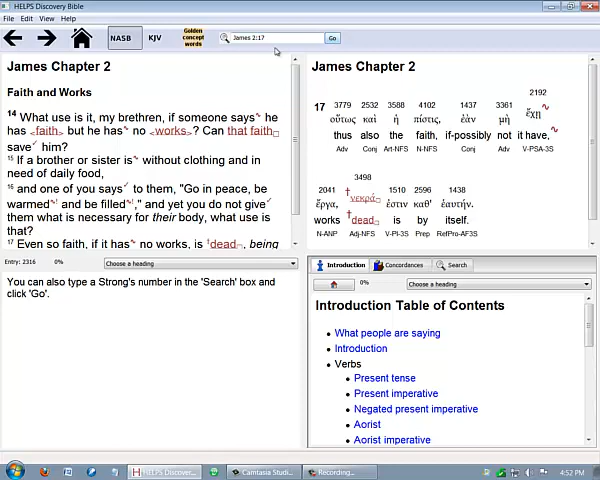 HELPS Discovery Bible
File Edit View Help
NASB KJV Golden concept words James 2:17 Go
James Chapter 2
Faith and Works
14 What use is it, my brethren, if someone says he
has <faith> but he has no <works>? Can that faith
save him?
15 If a brother or sister is without clothing and in
need of daily food,
16 and one of you says to them, "Go in peace, be
warmed and be filled," and yet you do not give
them what is necessary for their body, what use is
that?
17 Even so faith, if it has no works, is †dead, being
Entry: 2316 0% Choose a heading
You can also type a Strong's number in the 'Search' box and
click 'Go'.
James Chapter 2
2192
17 3779 2532 3588 4102 1437 3361 ἔχῃ
οὕτως καὶ ἡ πίστις, ἐὰν μὴ
thus also the faith, if-possibly not it have,
Adv Conj Art-NFS N-NFS Conj Adv V-PSA-3S
3498
2041 †νεκρά 1510 2596 1438
ἔργα, ἐστιν καθ' ἑαυτήν.
works †dead is by itself.
N-ANP Adj-NFS V-PI-3S Prep RefPro-AF3S
Introduction Concordances Search
0% Choose a heading
Introduction Table of Contents
What people are saying
Introduction
Verbs
Present tense
Present imperative
Negated present imperative
Aorist
Aorist imperative
HELPS Discover... Camtasia Studi... Recording... 4:52 PM